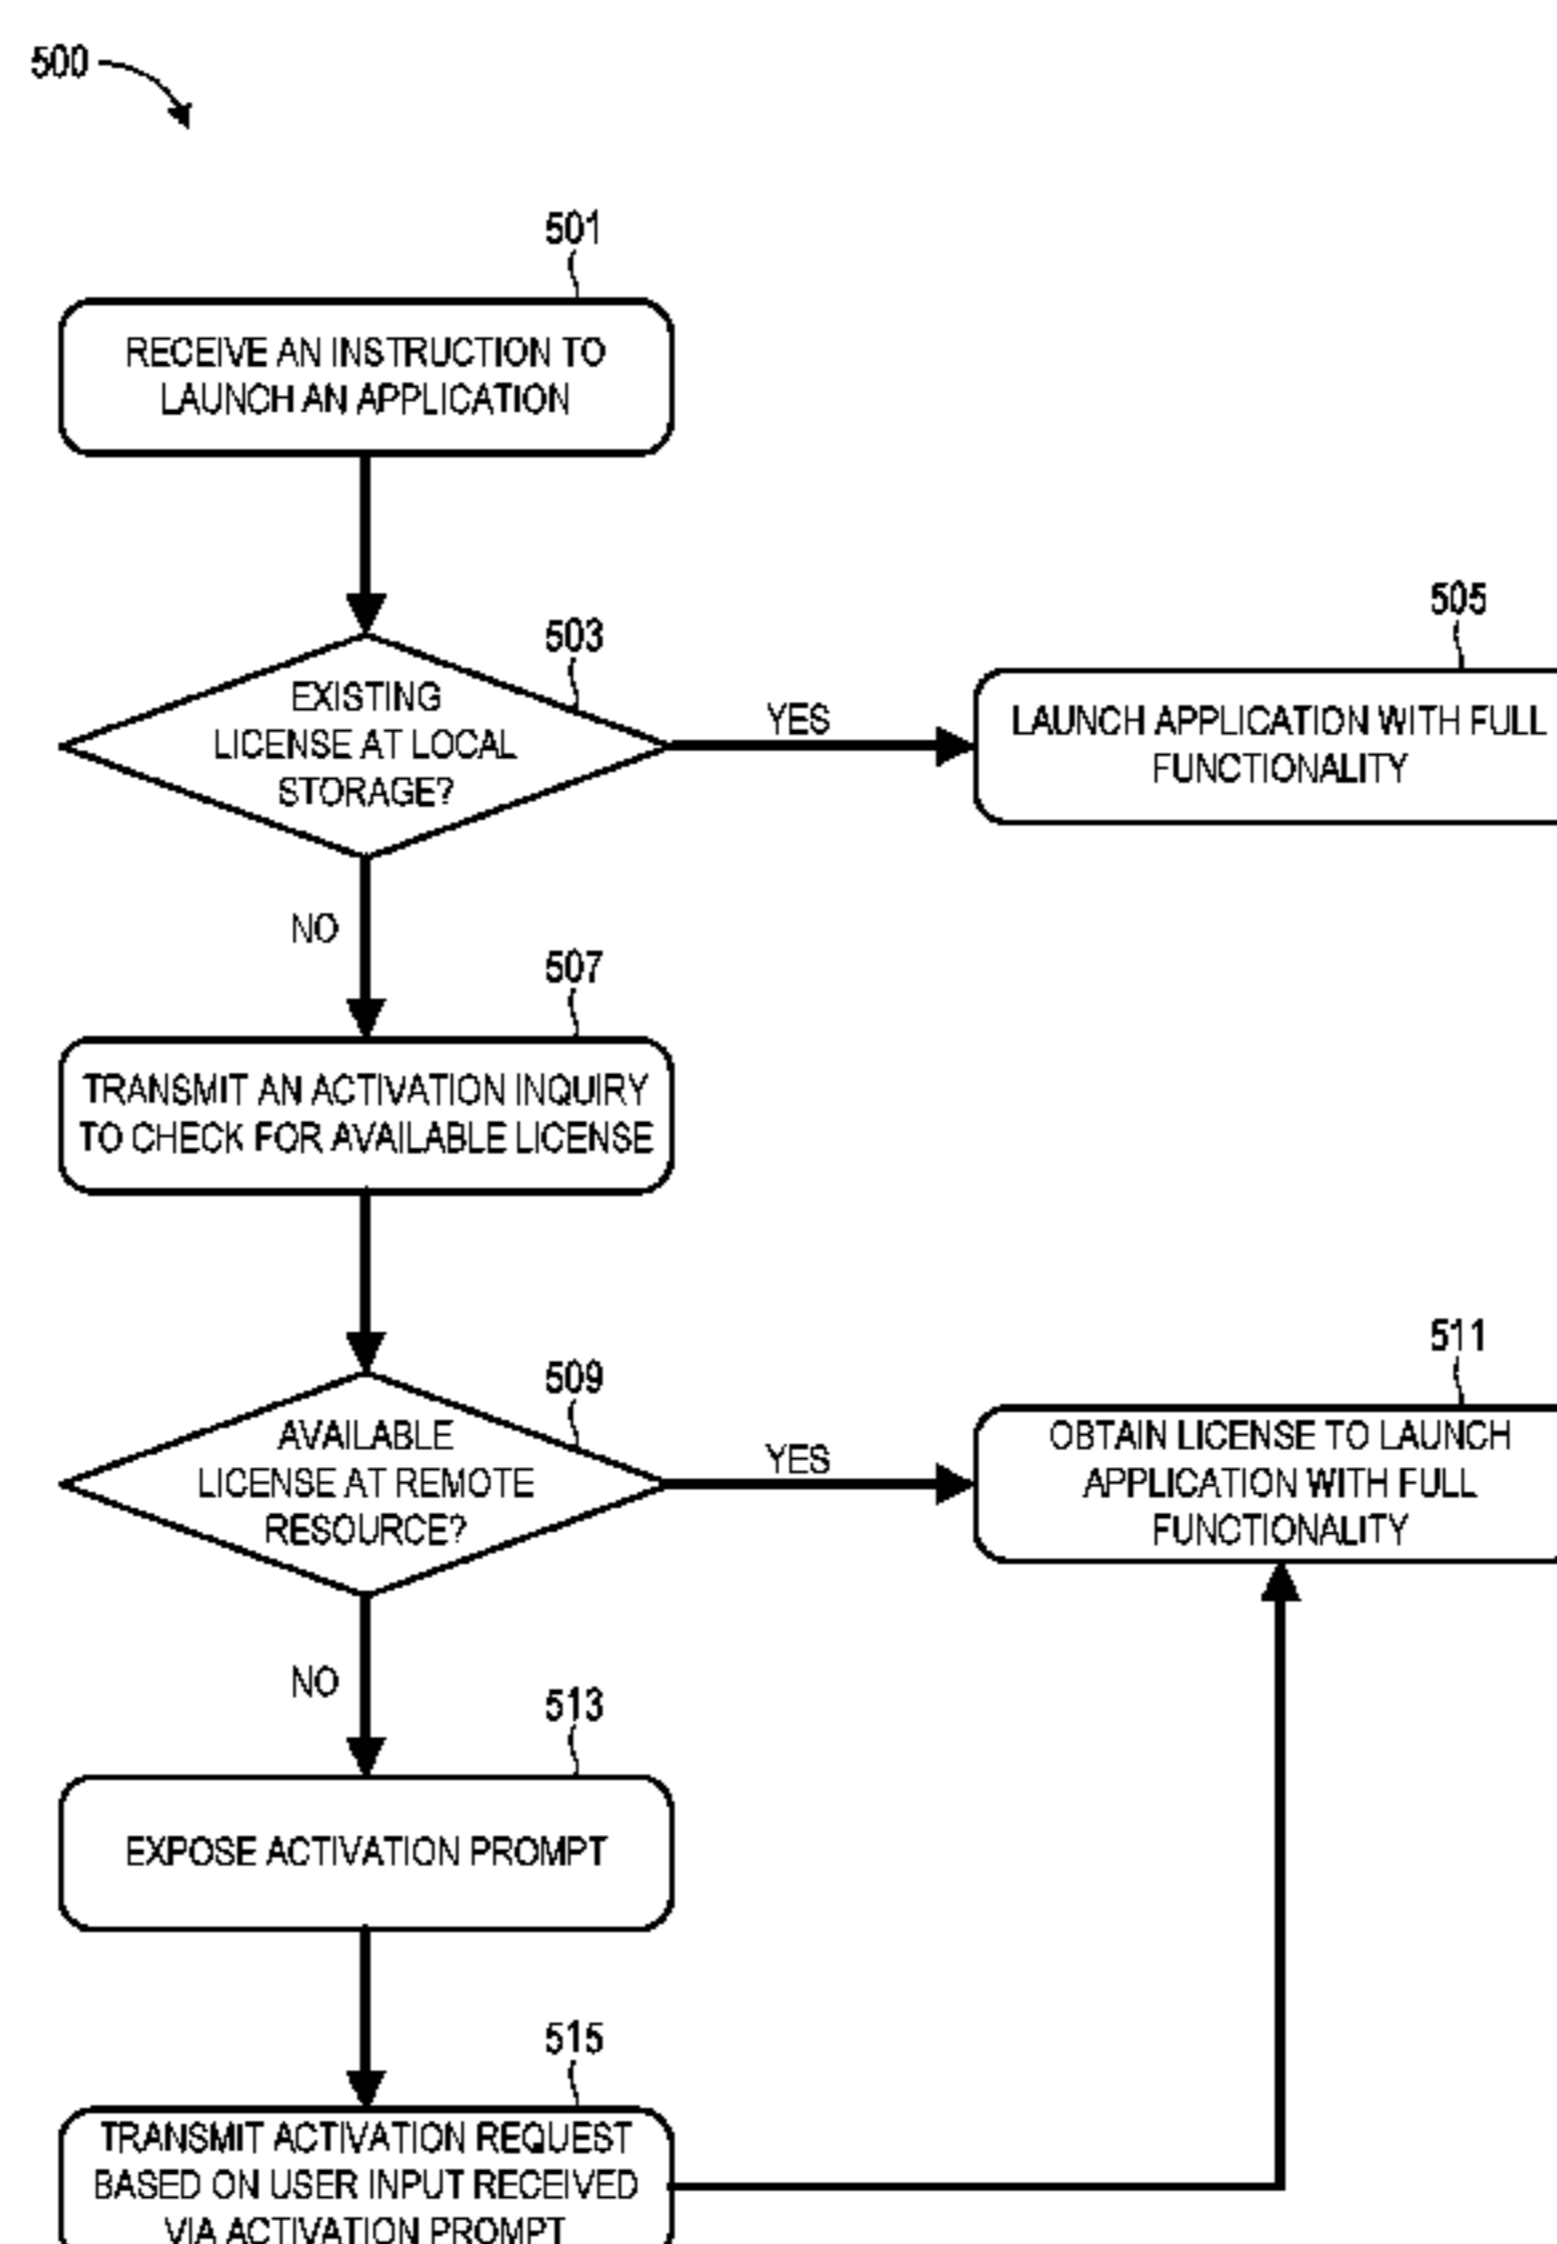 500
501
RECEIVE AN INSTRUCTION TO
LAUNCH AN APPLICATION
503
EXISTING
LICENSE AT LOCAL
STORAGE?
YES
505
LAUNCH APPLICATION WITH FULL
FUNCTIONALITY
NO
507
TRANSMIT AN ACTIVATION INQUIRY
TO CHECK FOR AVAILABLE LICENSE
509
AVAILABLE
LICENSE AT REMOTE
RESOURCE?
YES
511
OBTAIN LICENSE TO LAUNCH
APPLICATION WITH FULL
FUNCTIONALITY
NO
513
EXPOSE ACTIVATION PROMPT
515
TRANSMIT ACTIVATION REQUEST
BASED ON USER INPUT RECEIVED
VIA ACTIVATION PROMPT